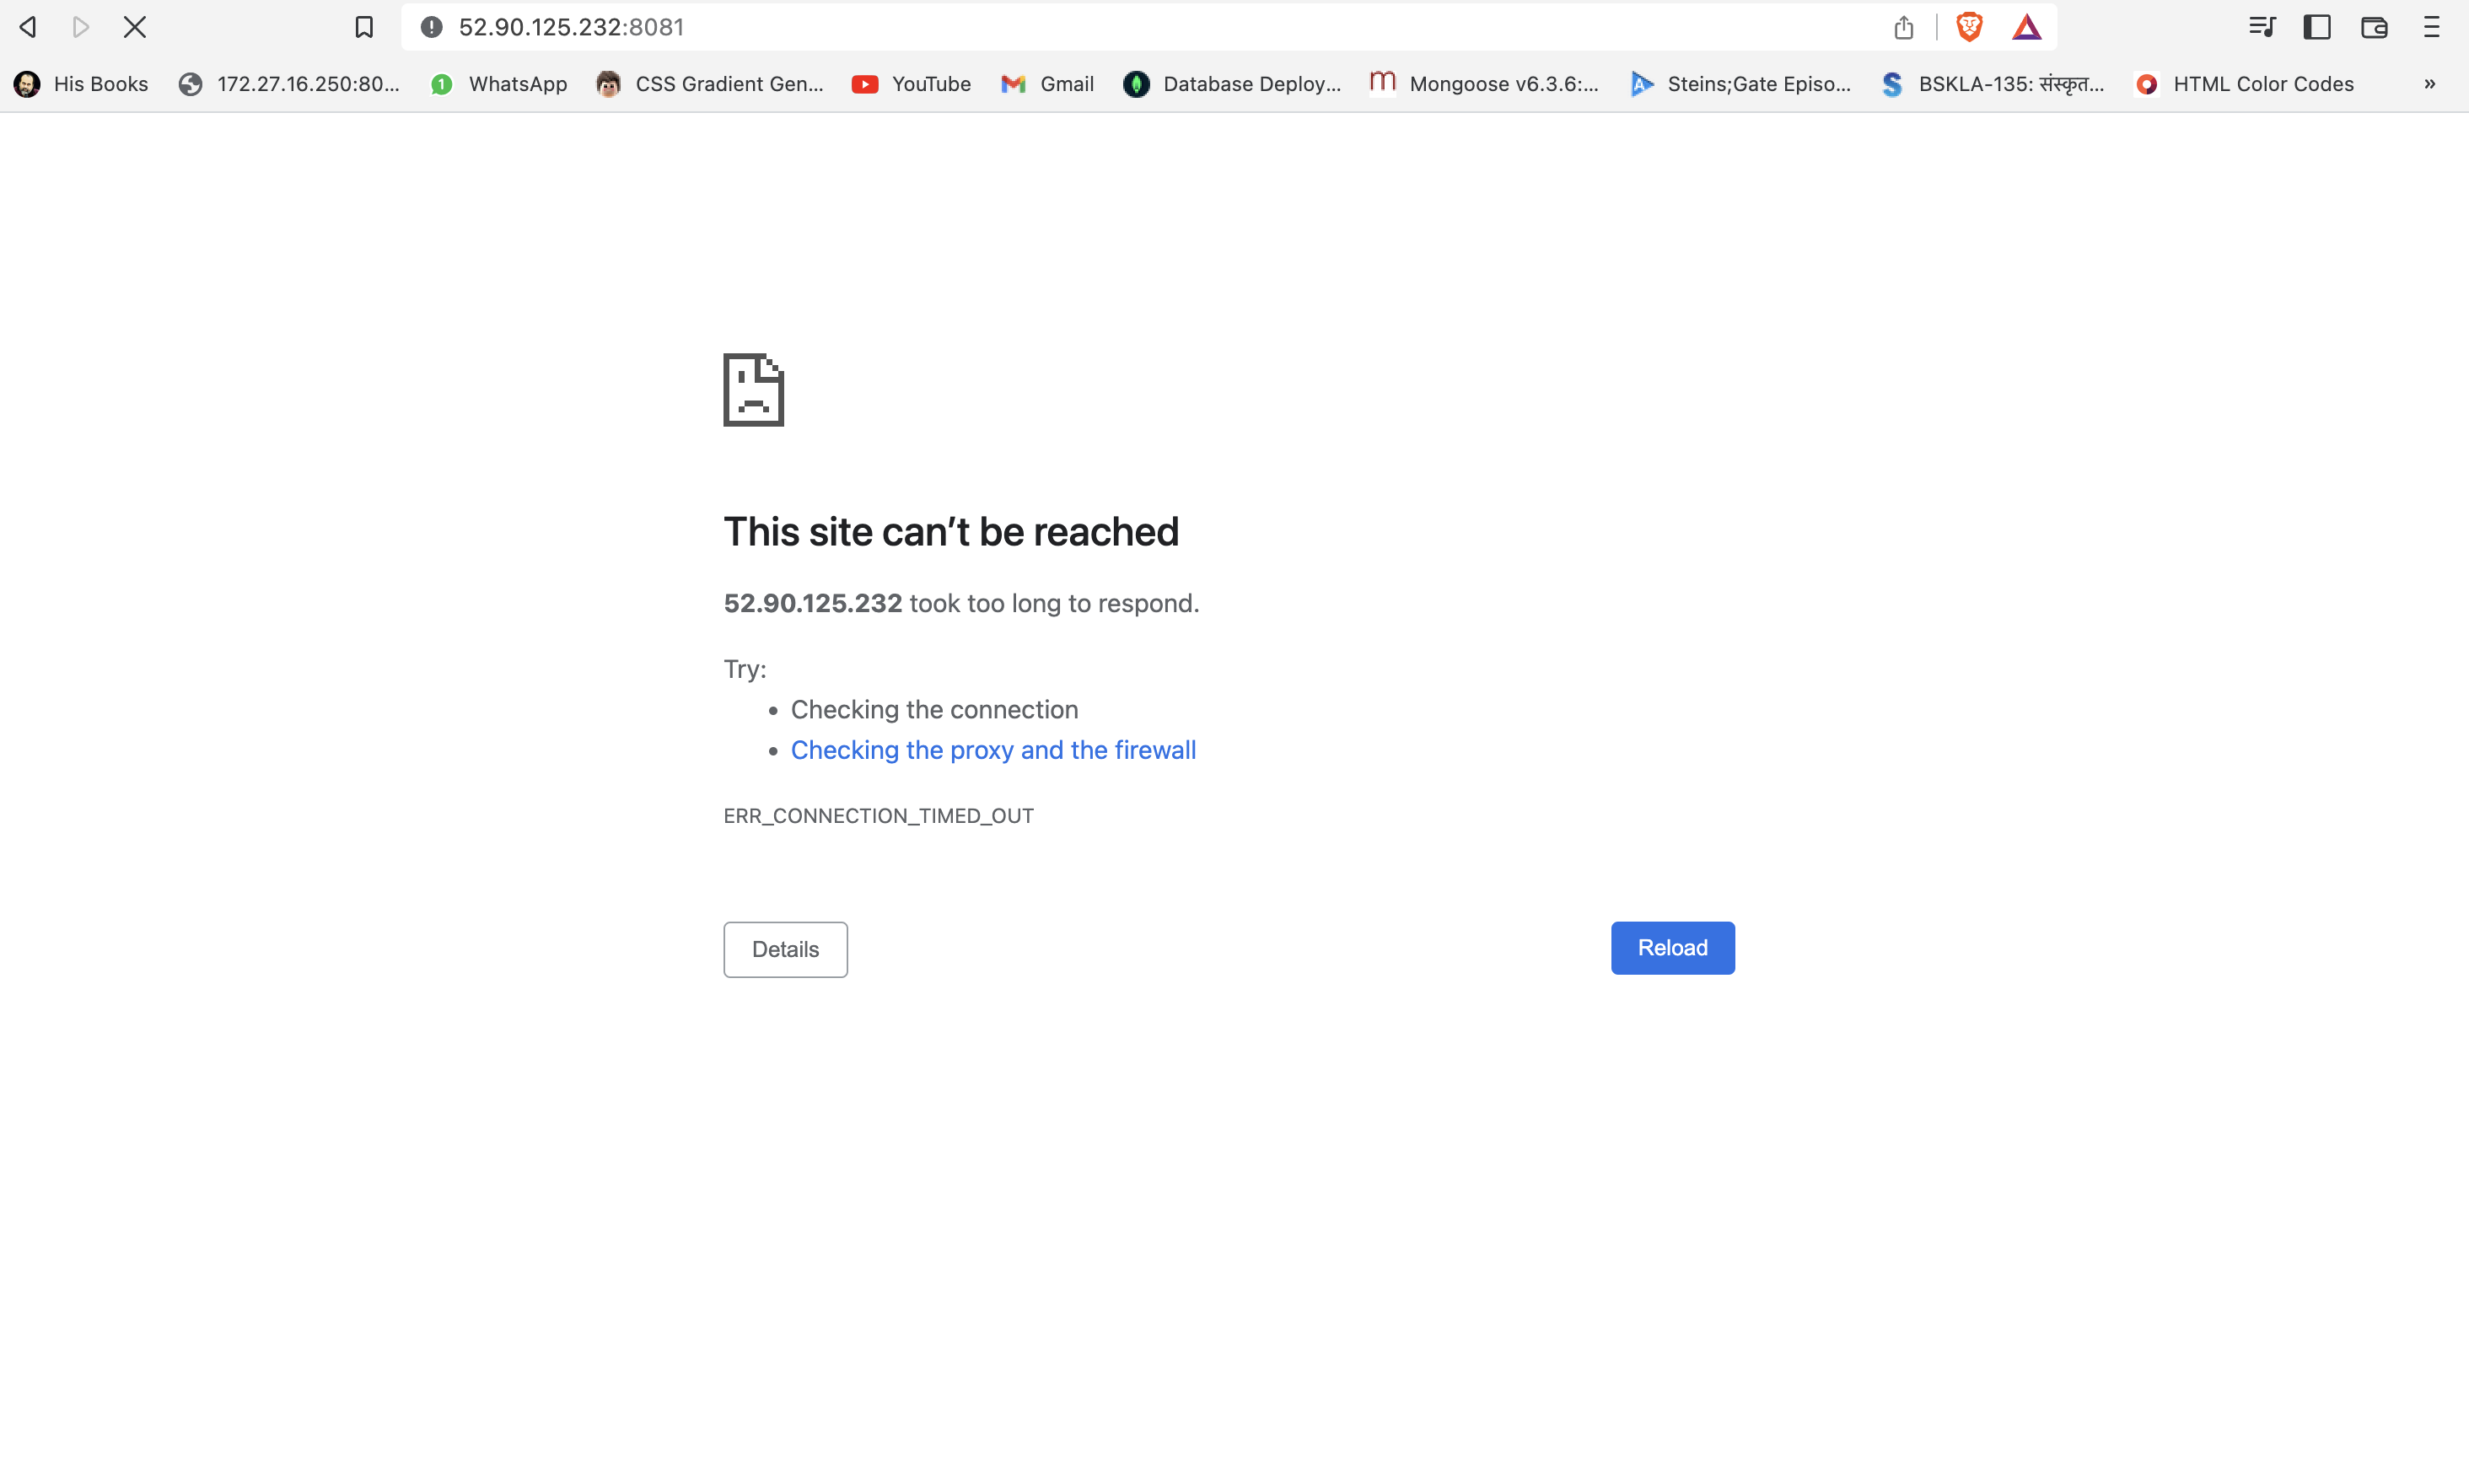 52.90.125.232:8081
His Books 172.27.16.250:80... 1 WhatsApp CSS Gradient Gen... YouTube Gmail Database Deploy... Mongoose v6.3.6:... Steins;Gate Episo... BSKLA-135: संस्कृत... HTML Color Codes »
This site can’t be reached
52.90.125.232 took too long to respond.
Try:
• Checking the connection
• Checking the proxy and the firewall
ERR_CONNECTION_TIMED_OUT
Details Reload